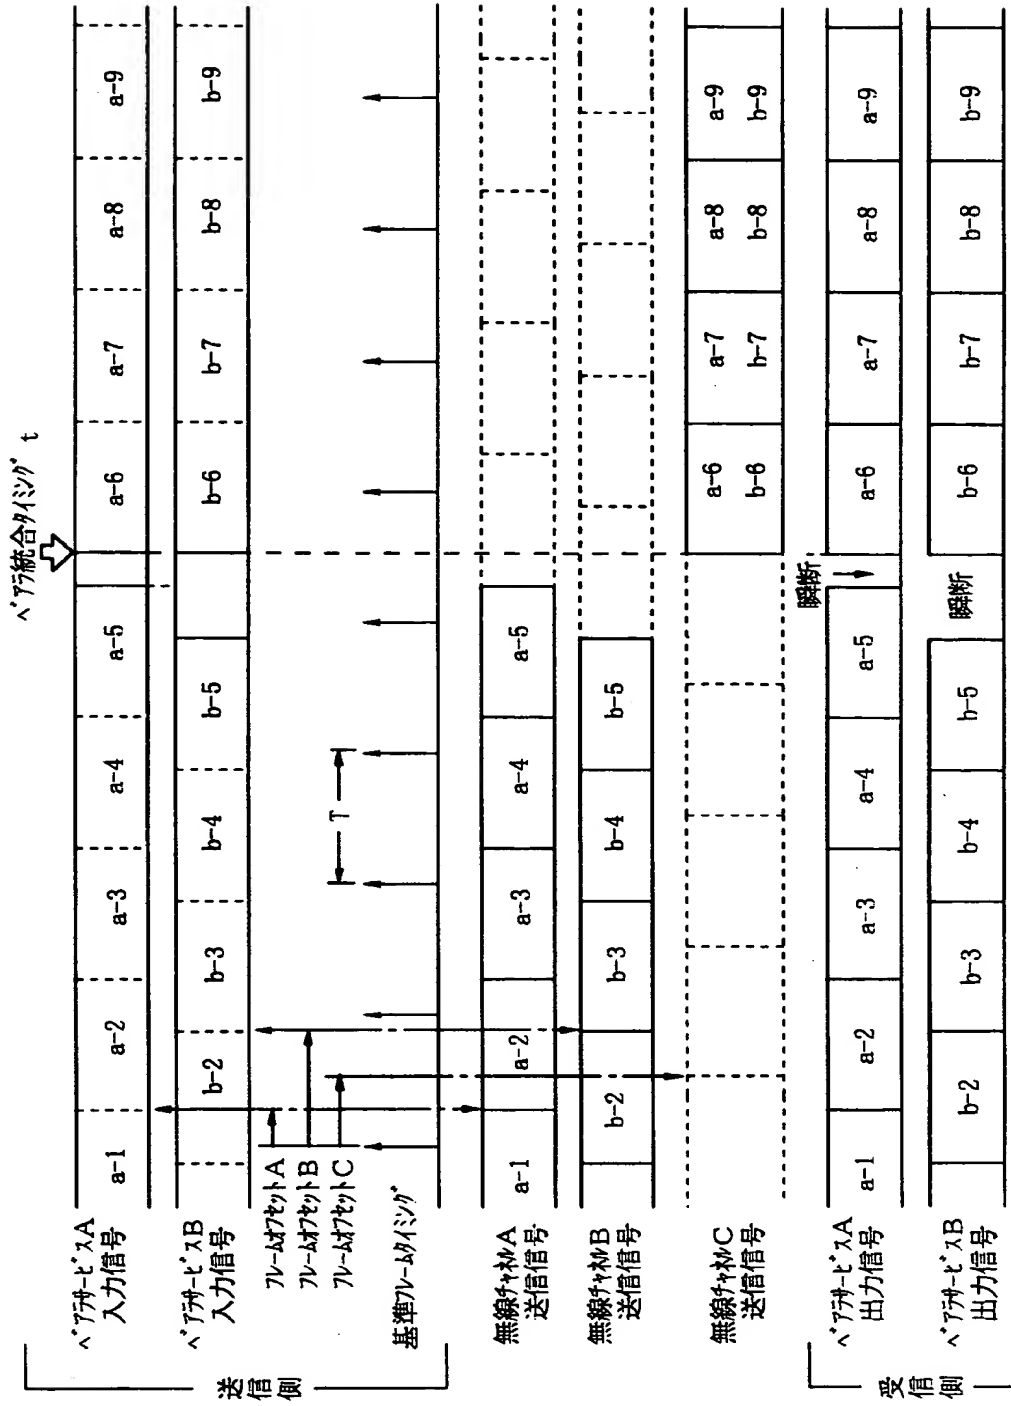 ベアラ統合タイミング t
送信側
ベアラサービスA
入力信号
a-1 a-2 a-3 a-4 a-5 a-6 a-7 a-8 a-9
ベアラサービスB
入力信号
b-2 b-3 b-4 b-5 b-6 b-7 b-8 b-9
フレームオフセットA
フレームオフセットB
フレームオフセットC
T
基準フレームタイミング
無線チャネルA
送信信号
a-1 a-2 a-3 a-4 a-5
無線チャネルB
送信信号
b-2 b-3 b-4 b-5
無線チャネルC
送信信号
a-6 a-7 a-8 a-9
b-6 b-7 b-8 b-9
受信側
瞬断
ベアラサービスA
出力信号
a-1 a-2 a-3 a-4 a-5 a-6 a-7 a-8 a-9
ベアラサービスB
出力信号
b-2 b-3 b-4 b-5 瞬断 b-6 b-7 b-8 b-9